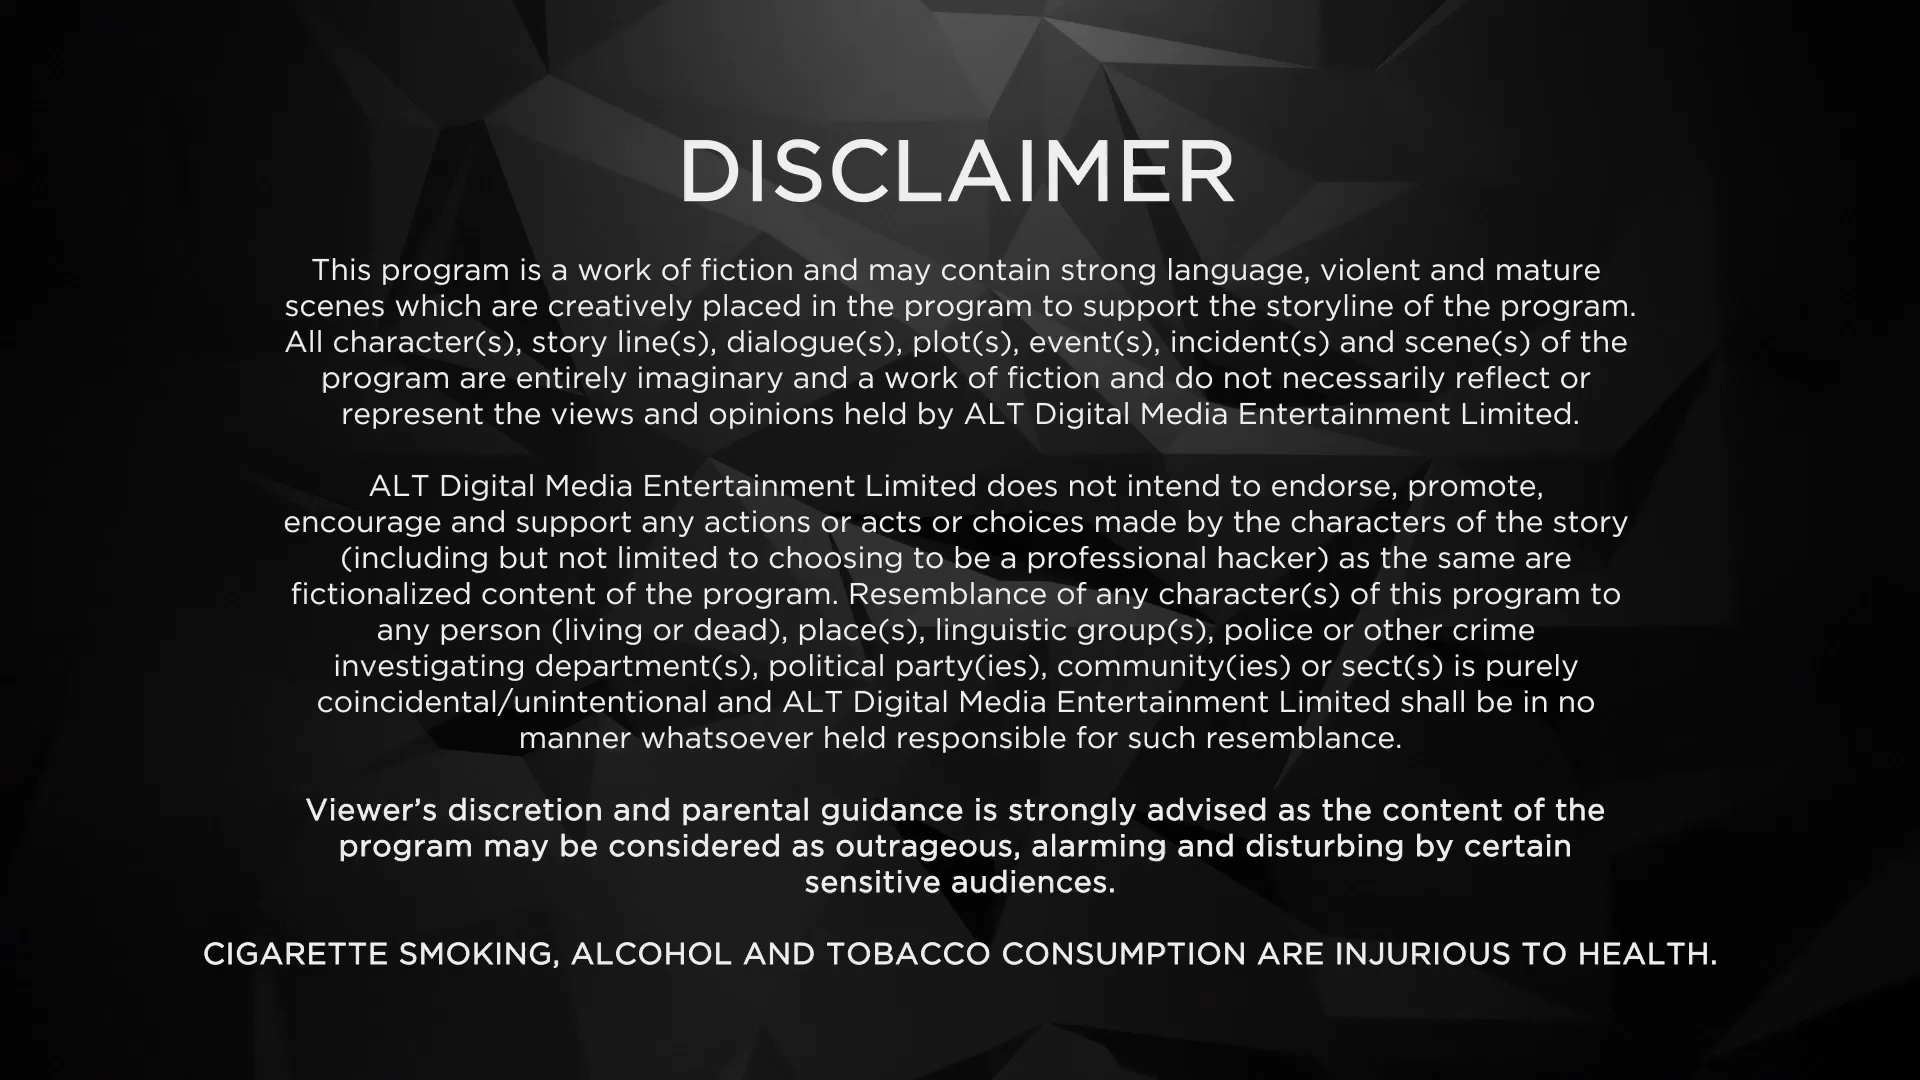 DISCLAIMER
This program is a work of fiction and may contain strong language, violent and mature
scenes which are creatively placed in the program to support the storyline of the program.
All character(s), story line(s), dialogue(s), plot(s), event(s), incident(s) and scene(s) of the
program are entirely imaginary and a work of fiction and do not necessarily reflect or
represent the views and opinions held by ALT Digital Media Entertainment Limited.
ALT Digital Media Entertainment Limited does not intend to endorse, promote,
encourage and support any actions or acts or choices made by the characters of the story
(including but not limited to choosing to be a professional hacker) as the same are
fictionalized content of the program. Resemblance of any character(s) of this program to
any person (living or dead), place(s), linguistic group(s), police or other crime
investigating department(s), political party(ies), community(ies) or sect(s) is purely
coincidental/unintentional and ALT Digital Media Entertainment Limited shall be in no
manner whatsoever held responsible for such resemblance.
Viewer’s discretion and parental guidance is strongly advised as the content of the
program may be considered as outrageous, alarming and disturbing by certain
sensitive audiences.
CIGARETTE SMOKING, ALCOHOL AND TOBACCO CONSUMPTION ARE INJURIOUS TO HEALTH.